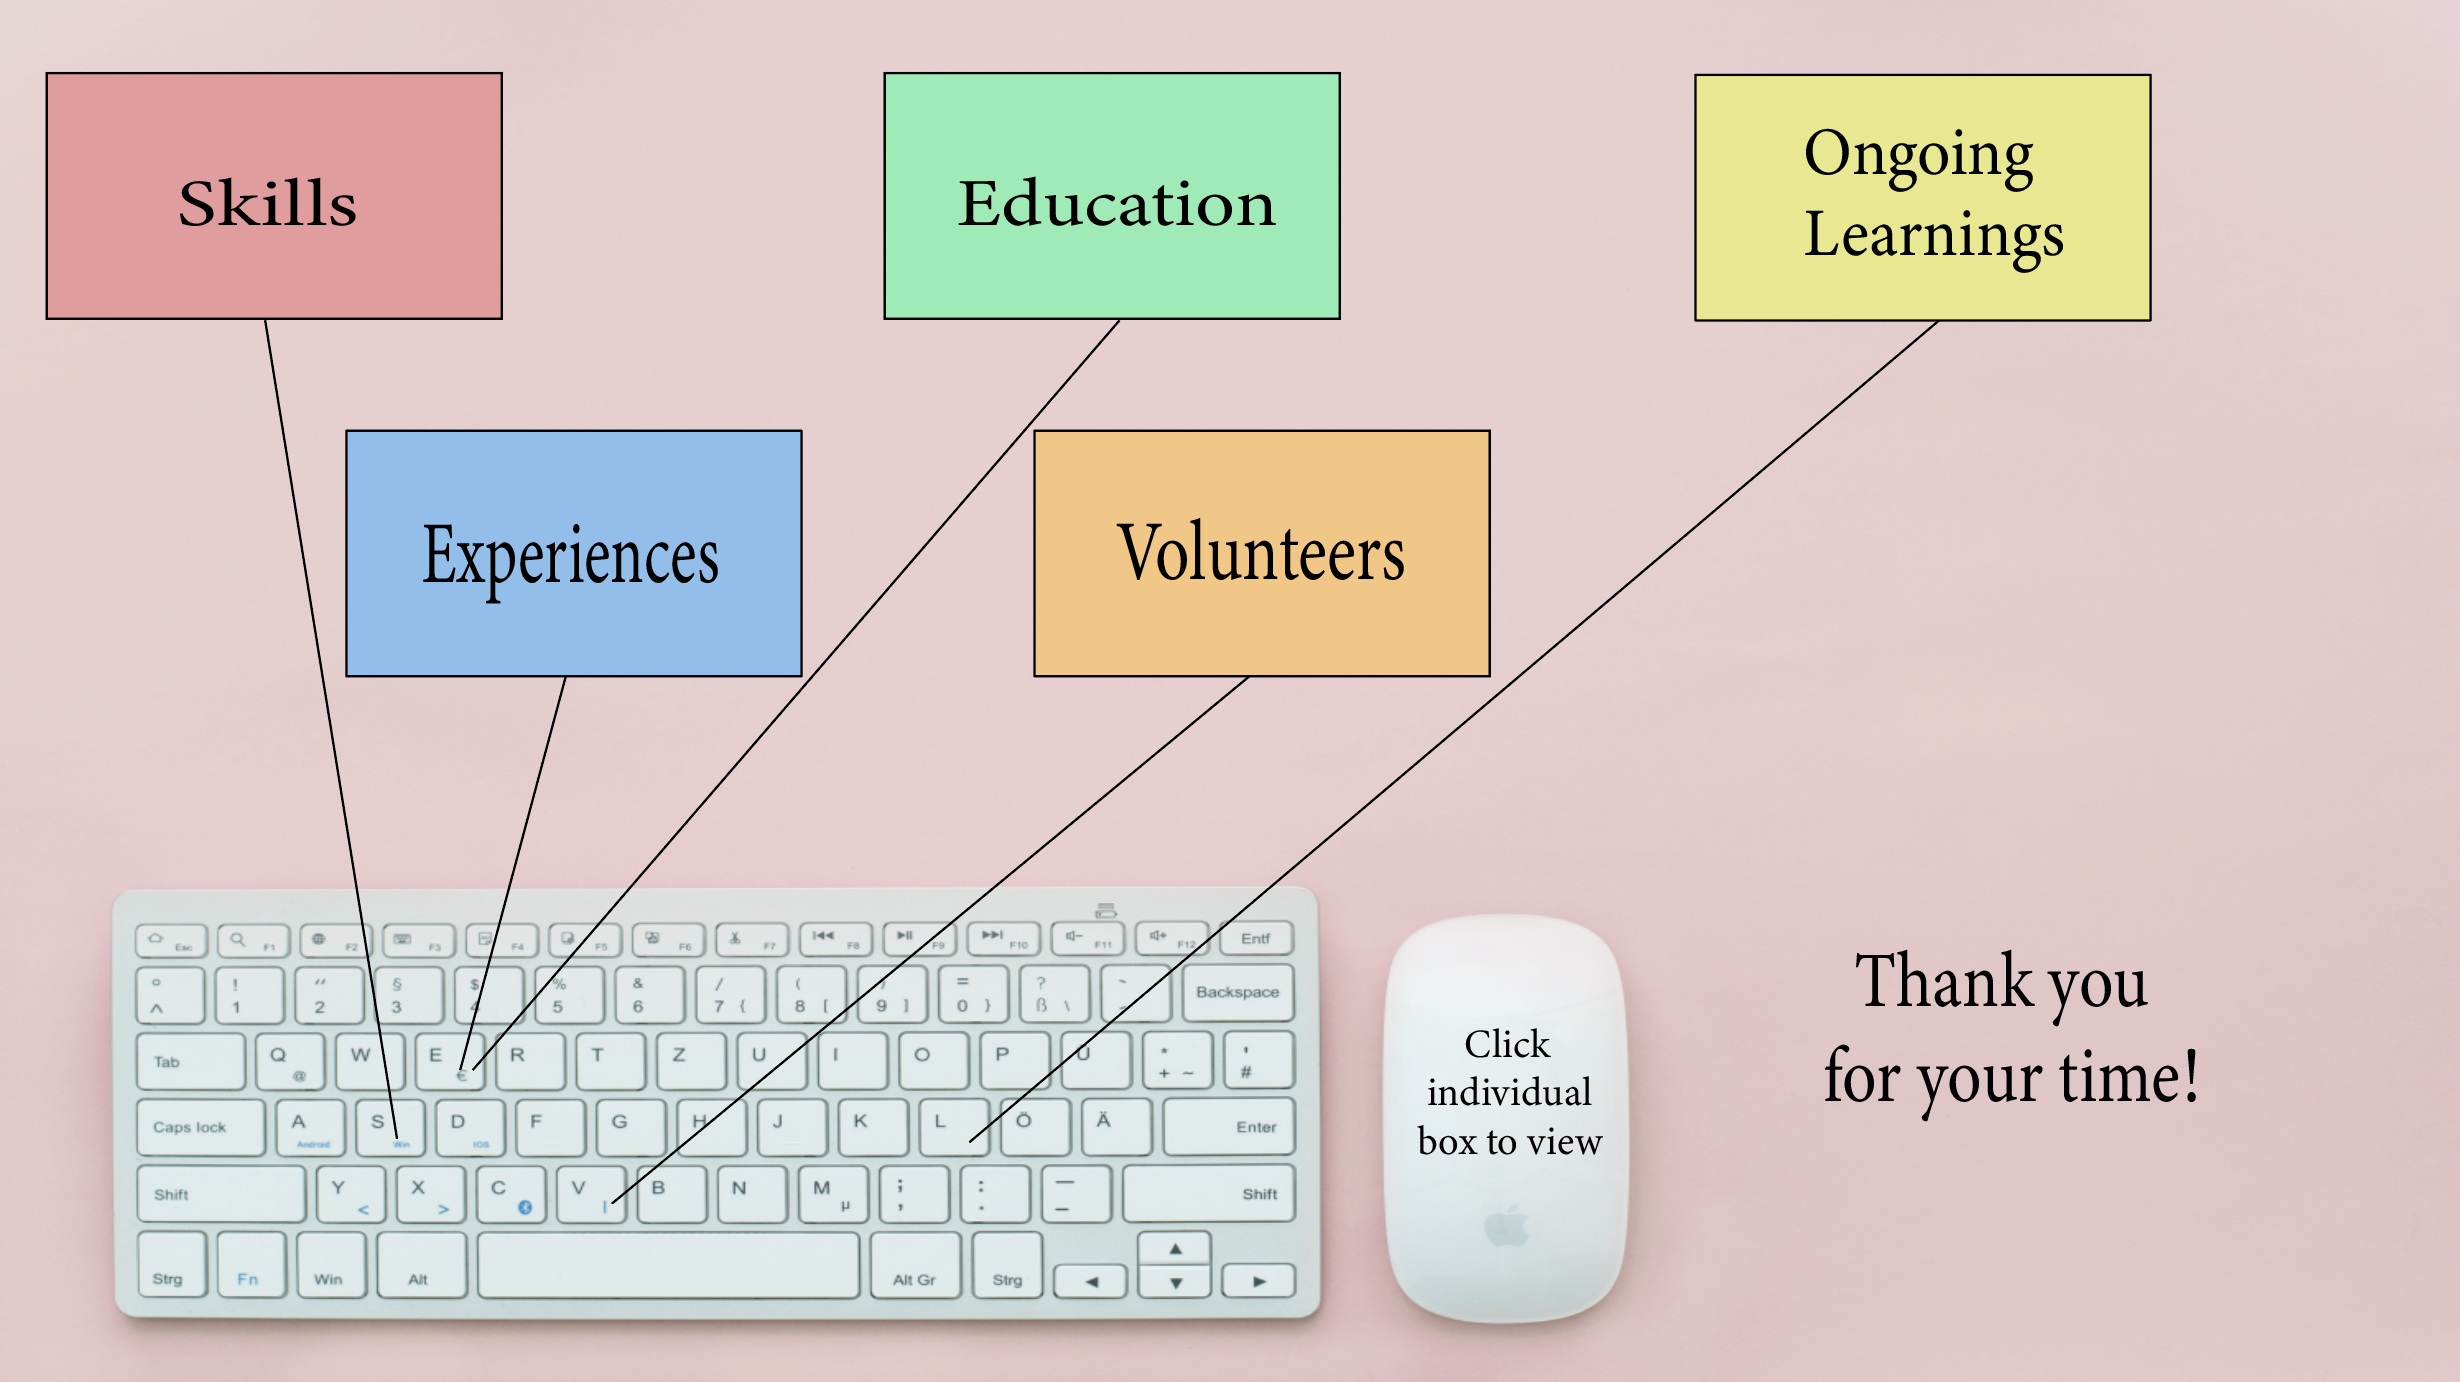 Skills
Education
Ongoing
Learnings
Experiences
Volunteers
Esc F1 F2 F3 F4 F5 F6 F7 F8 F9 F10 F11 F12 Entf
° ! " § $ % & / ( ) = ? `
^ 1 2 3 4 5 6 7 { 8 [ 9 ] 0 } ß \ Backspace
Tab Q @ W E € R T Z U I O P Ü * + ~ ' #
Caps lock A Android S Win D IOS F G H J K L Ö Ä Enter
Shift Y < X > C V | B N M µ ; , : . — _ Shift
Strg Fn Win Alt Alt Gr Strg
Click
individual
box to view
Thank you
for your time!